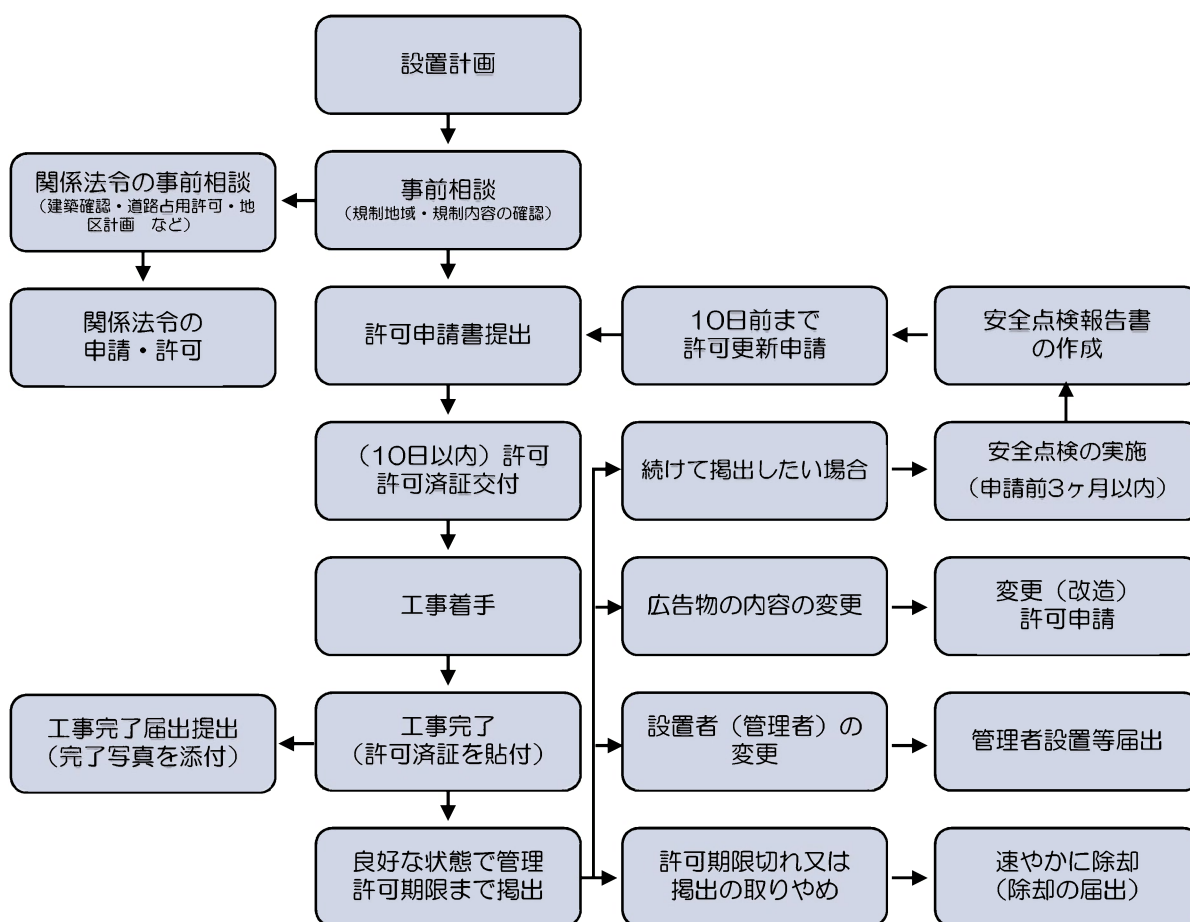 設置計画
関係法令の事前相談
（建築確認・道路占用許可・地
区計画　など）
事前相談
（規制地域・規制内容の確認）
関係法令の
申請・許可
許可申請書提出
10日前まで
許可更新申請
安全点検報告書
の作成
（10日以内）許可
許可済証交付
続けて掲出したい場合
安全点検の実施
（申請前3ヶ月以内）
工事着手
広告物の内容の変更
変更（改造）
許可申請
工事完了届出提出
（完了写真を添付）
工事完了
（許可済証を貼付）
設置者（管理者）の
変更
管理者設置等届出
良好な状態で管理
許可期限まで掲出
許可期限切れ又は
掲出の取りやめ
速やかに除却
（除却の届出）